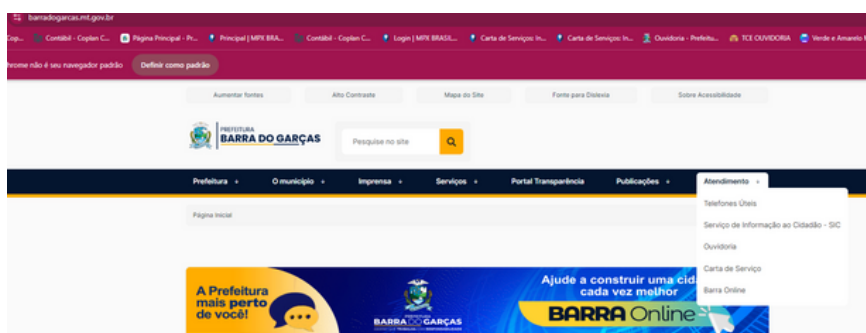 barradogarcas.mt.gov.br
Cop... Contábil - Coplan C... Página Principal - Pr... Principal | MPX BRA... Contábil - Coplan C... Login | MPX BRASIL... Carta de Serviços: In... Carta de Serviços: In... Ouvidoria - Prefeitu... TCE OUVIDORIA Verde e Amarelo
hrome não é seu navegador padrão Definir como padrão
Aumentar fontes Alto Contraste Mapa do Site Fonte para Dislexia Sobre Acessibilidade
PREFEITURA
BARRA DO GARÇAS
Pesquise no site
Prefeitura + O município + Imprensa + Serviços + Portal Transparência Publicações + Atendimento +
Telefones Úteis
Página Inicial
Serviço de Informação ao Cidadão - SIC
Ouvidoria
Carta de Serviço
Barra Online
A Prefeitura
mais perto
de você!
PREFEITURA
BARRA DO GARÇAS
Ajude a construir uma cid
cada vez melhor
BARRA Online